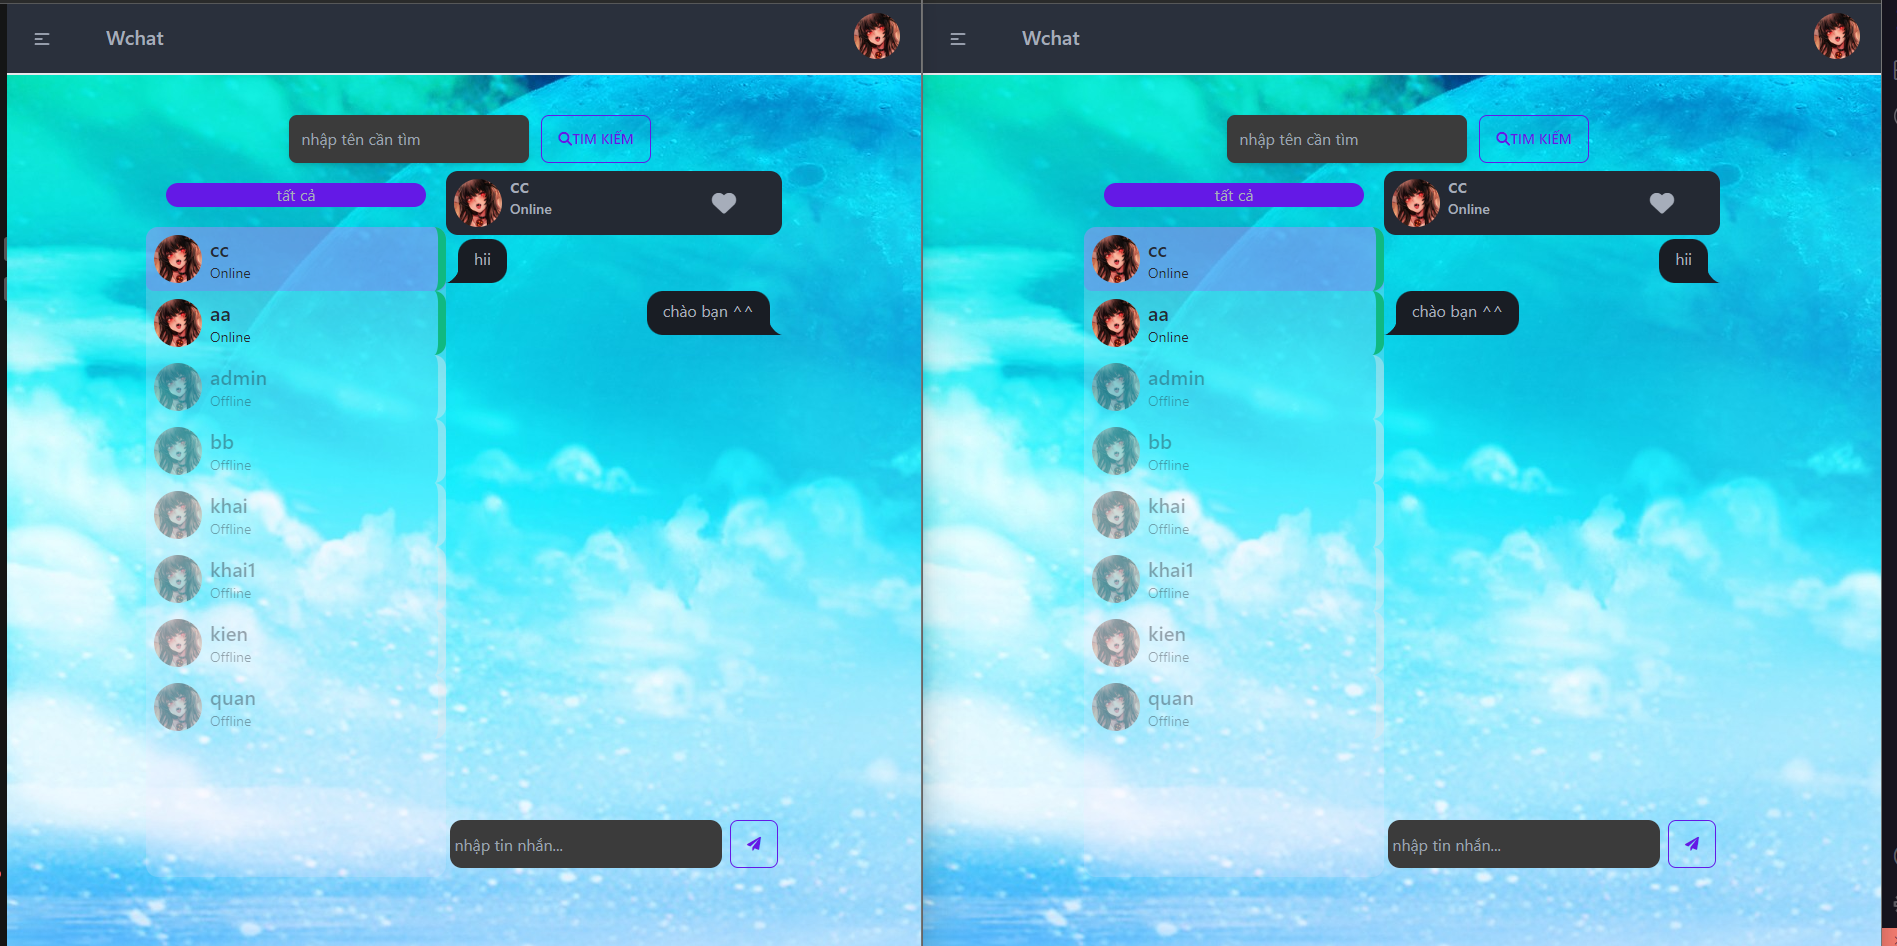 Wchat
nhập tên cần tìm
TIM KIẾM
tất cả
cc
Online
cc
Online
aa
Online
admin
Offline
bb
Offline
khai
Offline
khai1
Offline
kien
Offline
quan
Offline
hii
chào bạn ^^
nhập tin nhắn...
Wchat
nhập tên cần tìm
TIM KIẾM
tất cả
cc
Online
cc
Online
aa
Online
admin
Offline
bb
Offline
khai
Offline
khai1
Offline
kien
Offline
quan
Offline
hii
chào bạn ^^
nhập tin nhắn...